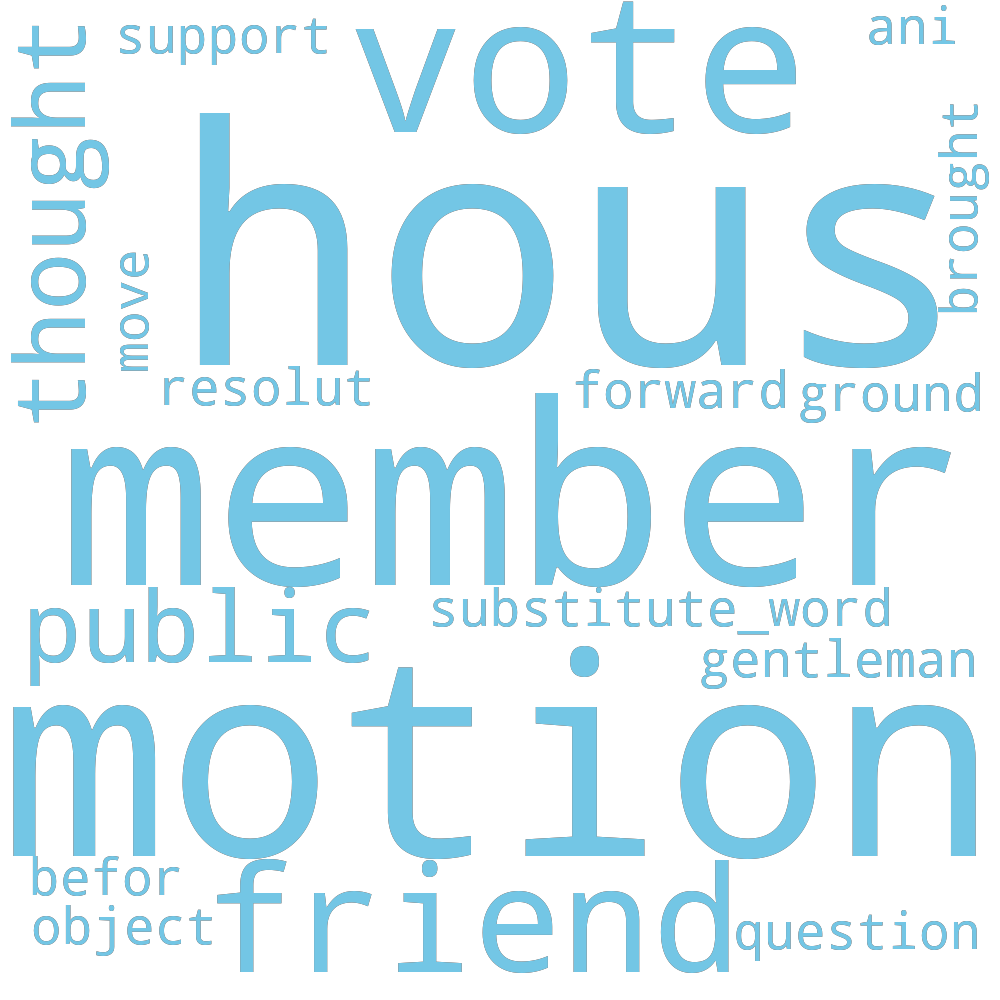 support
vote
ani
thought
hous
brought
move
resolut
forward
ground
member
public
substitute_word
gentleman
motion
befor
friend
object
question